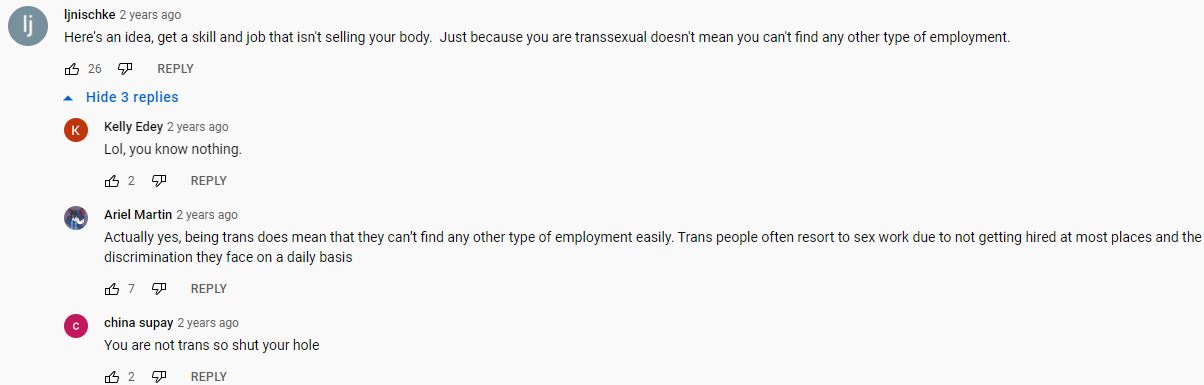 lj
ljnischke 2 years ago
Here's an idea, get a skill and job that isn't selling your body.  Just because you are transsexual doesn't mean you can't find any other type of employment.
26 REPLY
Hide 3 replies
K
Kelly Edey 2 years ago
Lol, you know nothing.
2 REPLY
Ariel Martin 2 years ago
Actually yes, being trans does mean that they can’t find any other type of employment easily. Trans people often resort to sex work due to not getting hired at most places and the
discrimination they face on a daily basis
7 REPLY
c
china supay 2 years ago
You are not trans so shut your hole
2 REPLY